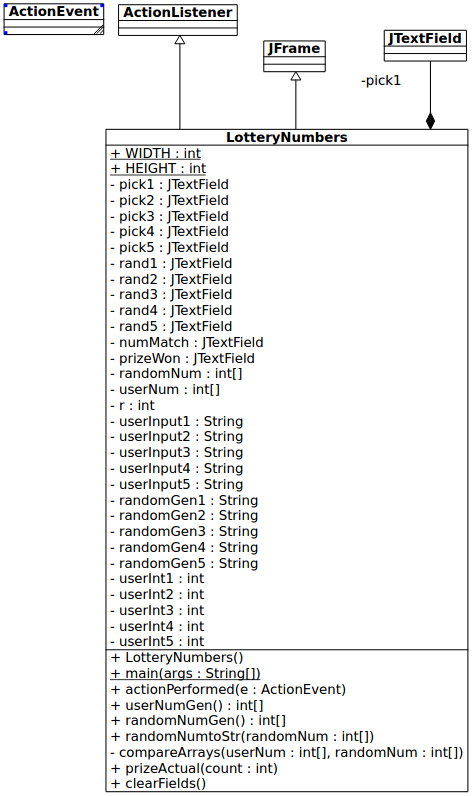 ActionEvent
ActionListener
JFrame
JTextField
-pick1
LotteryNumbers
+ WIDTH : int
+ HEIGHT : int
- pick1 : JTextField
- pick2 : JTextField
- pick3 : JTextField
- pick4 : JTextField
- pick5 : JTextField
- rand1 : JTextField
- rand2 : JTextField
- rand3 : JTextField
- rand4 : JTextField
- rand5 : JTextField
- numMatch : JTextField
- prizeWon : JTextField
- randomNum : int[]
- userNum : int[]
- r : int
- userInput1 : String
- userInput2 : String
- userInput3 : String
- userInput4 : String
- userInput5 : String
- randomGen1 : String
- randomGen2 : String
- randomGen3 : String
- randomGen4 : String
- randomGen5 : String
- userInt1 : int
- userInt2 : int
- userInt3 : int
- userInt4 : int
- userInt5 : int
+ LotteryNumbers()
+ main(args : String[])
+ actionPerformed(e : ActionEvent)
+ userNumGen() : int[]
+ randomNumGen() : int[]
+ randomNumtoStr(randomNum : int[])
- compareArrays(userNum : int[], randomNum : int[])
+ prizeActual(count : int)
+ clearFields()